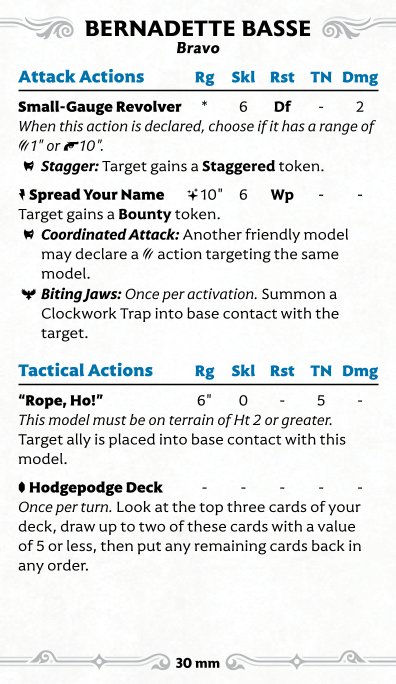 BERNADETTE BASSE
Bravo
Attack Actions Rg Skl Rst TN Dmg
Small-Gauge Revolver * 6 Df - 2
When this action is declared, choose if it has a range of
1" or 10".
Stagger: Target gains a Staggered token.
Spread Your Name 10" 6 Wp - -
Target gains a Bounty token.
Coordinated Attack: Another friendly model
may declare a action targeting the same
model.
Biting Jaws: Once per activation. Summon a
Clockwork Trap into base contact with the
target.
Tactical Actions Rg Skl Rst TN Dmg
“Rope, Ho!” 6" 0 - 5 -
This model must be on terrain of Ht 2 or greater.
Target ally is placed into base contact with this
model.
Hodgepodge Deck - - - - -
Once per turn. Look at the top three cards of your
deck, draw up to two of these cards with a value
of 5 or less, then put any remaining cards back in
any order.
30 mm